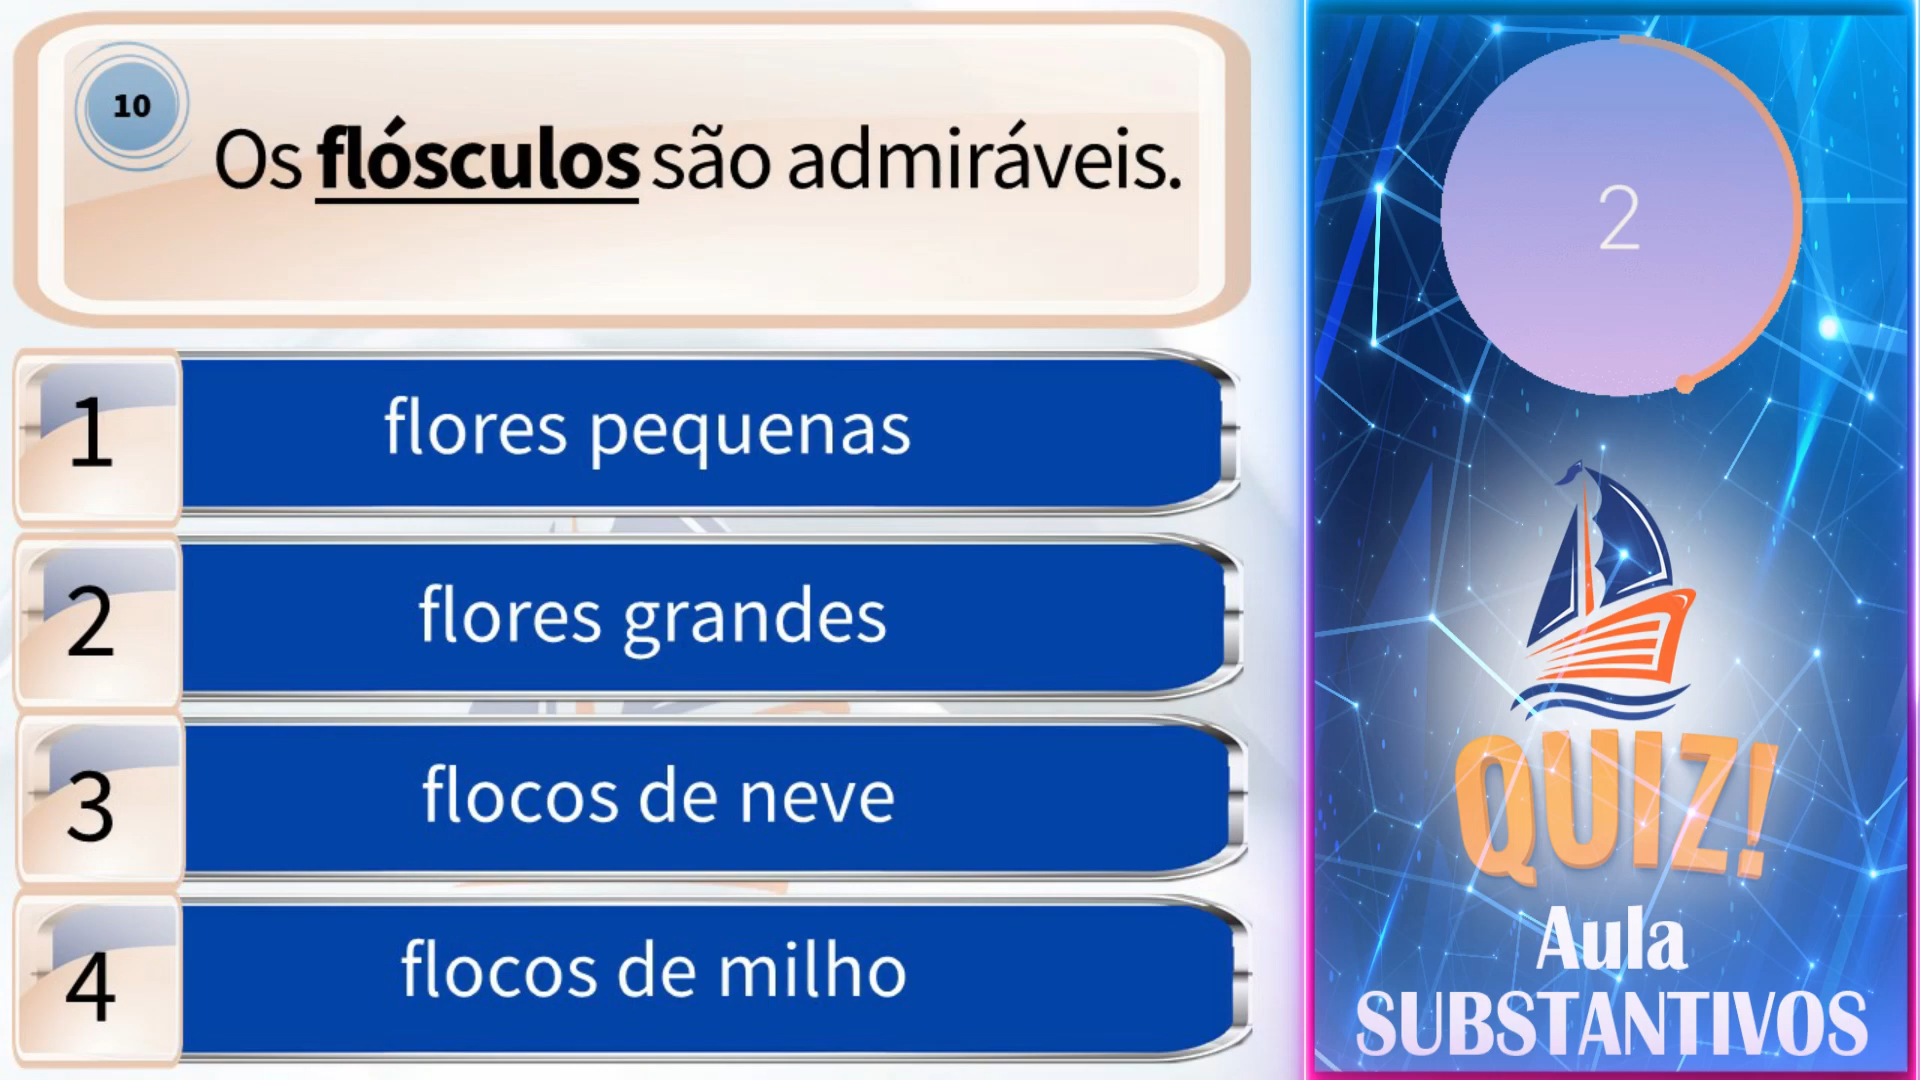 10
Os flósculos são admiráveis.
1
flores pequenas
2
flores grandes
3
flocos de neve
4
flocos de milho
2
QUIZ!
Aula
SUBSTANTIVOS